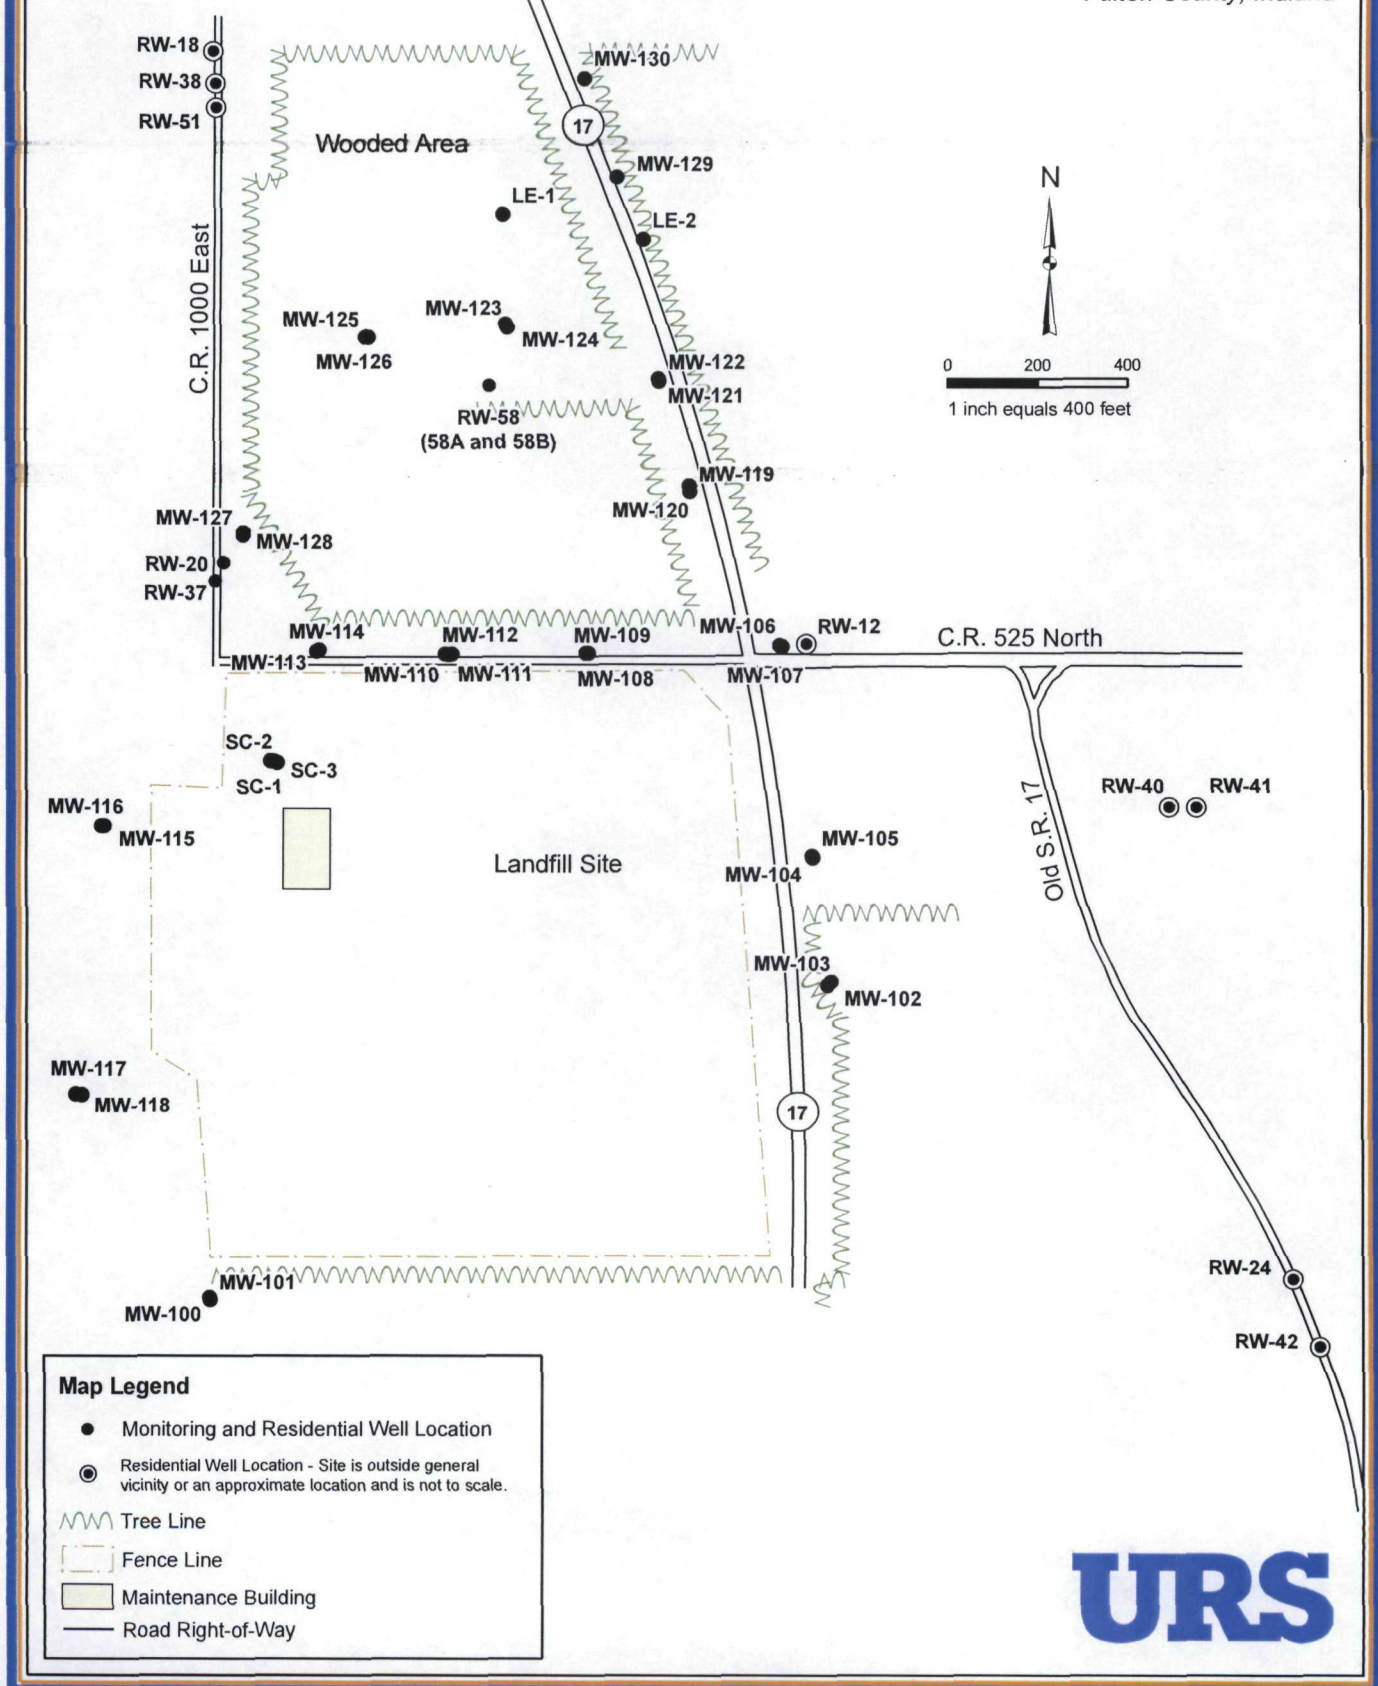 RW-18
RW-38
RW-51
MW-130
17
Wooded Area
MW-129
LE-1
LE-2
N
C.R. 1000 East
MW-123
MW-125
MW-124
MW-126
MW-122
MW-121
0 200 400
1 inch equals 400 feet
RW-58
(58A and 58B)
MW-119
MW-120
MW-127
MW-128
RW-20
RW-37
MW-114
MW-112
MW-109
MW-106
RW-12
C.R. 525 North
MW-113
MW-110
MW-111
MW-108
MW-107
SC-2
SC-3
SC-1
RW-40
RW-41
MW-116
MW-115
Old S.R. 17
MW-105
Landfill Site
MW-104
MW-103
MW-102
MW-117
MW-118
17
RW-24
MW-101
MW-100
RW-42
Map Legend
Monitoring and Residential Well Location
Residential Well Location - Site is outside general
vicinity or an approximate location and is not to scale.
Tree Line
Fence Line
Maintenance Building
Road Right-of-Way
URS